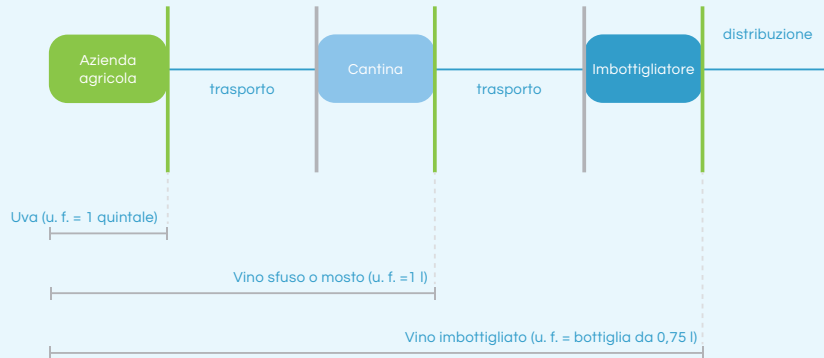 distribuzione
Azienda
agricola
Cantina
Imbottigliatore
trasporto
trasporto
Uva (u. f. = 1 quintale)
Vino sfuso o mosto (u. f. =1 l)
Vino imbottigliato (u. f. = bottiglia da 0,75 l)